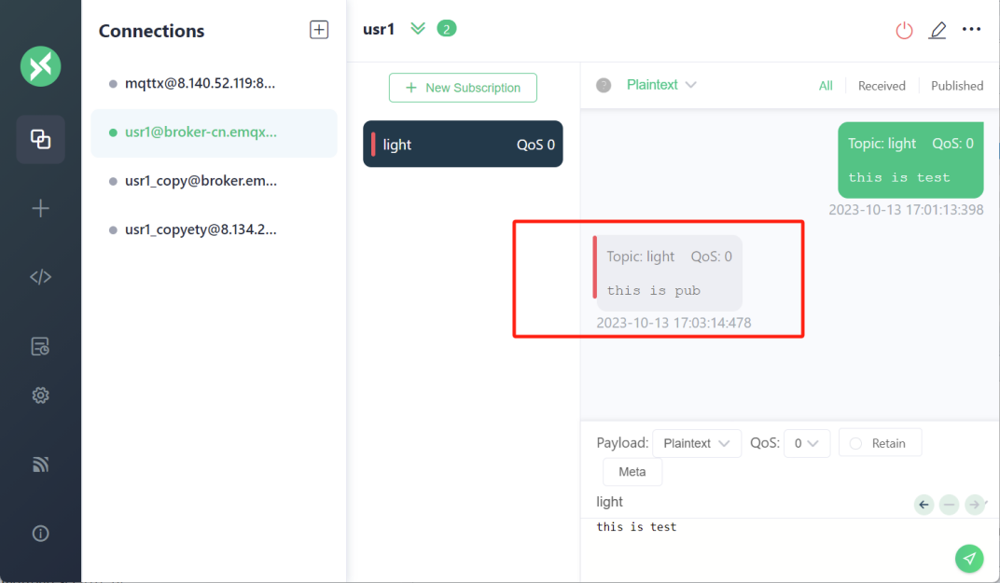 Connections
mqttx@8.140.52.119:8...
usr1@broker-cn.emqx...
usr1_copy@broker.em...
usr1_copyety@8.134.2...
usr1 2
New Subscription
light QoS 0
Plaintext
All Received Published
Topic: light QoS: 0
this is test
2023-10-13 17:01:13:398
Topic: light QoS: 0
this is pub
2023-10-13 17:03:14:478
Payload: Plaintext QoS: 0 Retain
Meta
light
this is test